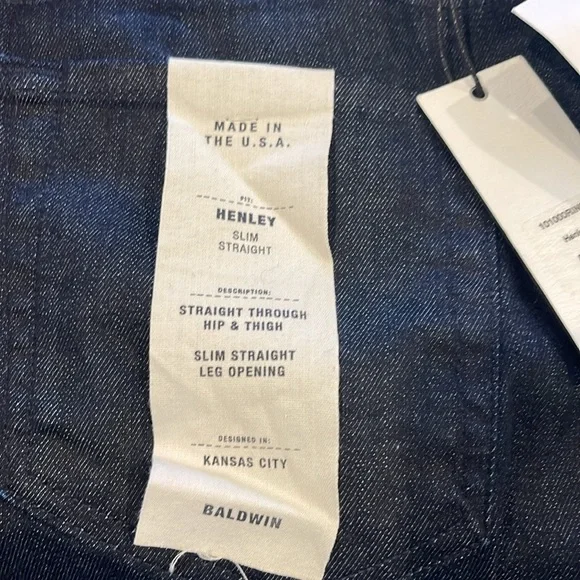 MADE IN
THE U.S.A.
FIT:
HENLEY
SLIM
STRAIGHT
DESCRIPTION:
STRAIGHT THROUGH
HIP & THIGH
SLIM STRAIGHT
LEG OPENING
DESIGNED IN:
KANSAS CITY
BALDWIN